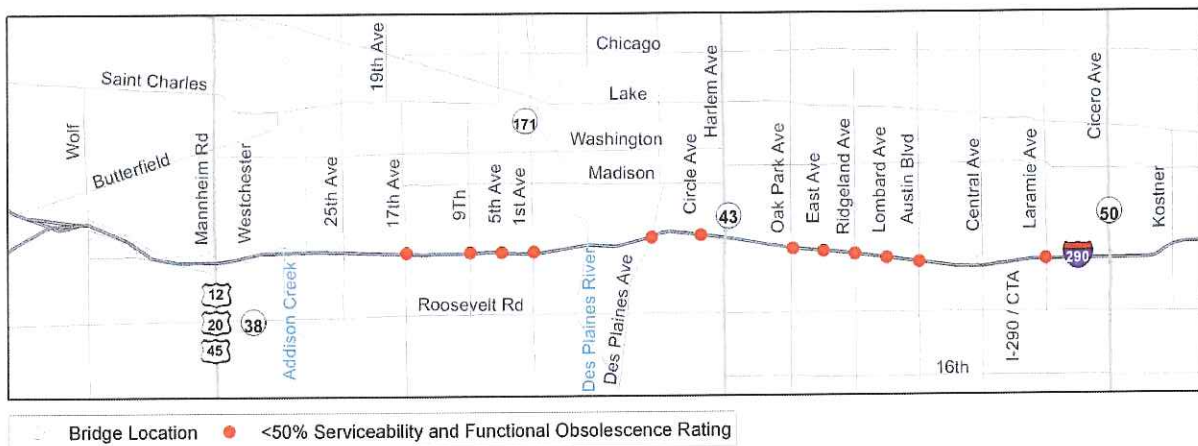 Chicago
Saint Charles
19th Ave
Lake
Harlem Ave
Cicero Ave
171
Wolf
Butterfield
Mannheim Rd
Westchester
25th Ave
17th Ave
9Th
5th Ave
1st Ave
Washington
Madison
Circle Ave
43
Oak Park Ave
East Ave
Ridgeland Ave
Lombard Ave
Austin Blvd
Central Ave
Laramie Ave
50
Kostner
290
12
20
45
38
Addison Creek
Roosevelt Rd
Des Plaines River
Des Plaines Ave
I-290 / CTA
16th
Bridge Location
<50% Serviceability and Functional Obsolescence Rating